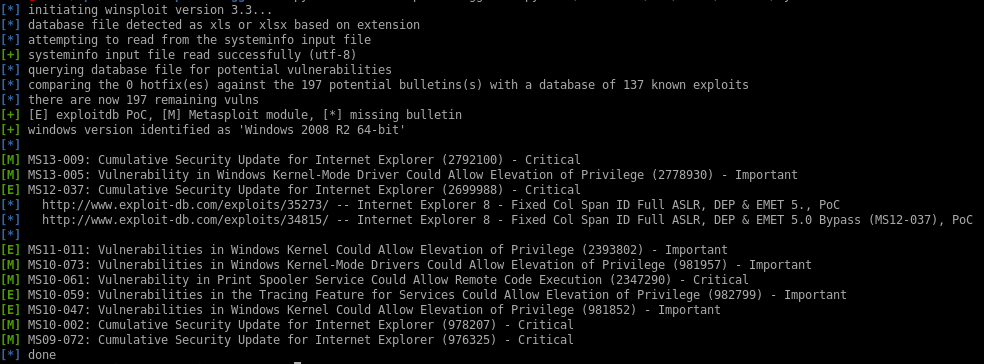 [*] initiating winsploit version 3.3...
[*] database file detected as xls or xlsx based on extension
[*] attempting to read from the systeminfo input file
[+] systeminfo input file read successfully (utf-8)
[*] querying database file for potential vulnerabilities
[*] comparing the 0 hotfix(es) against the 197 potential bulletins(s) with a database of 137 known exploits
[*] there are now 197 remaining vulns
[+] [E] exploitdb PoC, [M] Metasploit module, [*] missing bulletin
[+] windows version identified as 'Windows 2008 R2 64-bit'
[*]
[M] MS13-009: Cumulative Security Update for Internet Explorer (2792100) - Critical
[M] MS13-005: Vulnerability in Windows Kernel-Mode Driver Could Allow Elevation of Privilege (2778930) - Important
[E] MS12-037: Cumulative Security Update for Internet Explorer (2699988) - Critical
[*]   http://www.exploit-db.com/exploits/35273/ -- Internet Explorer 8 - Fixed Col Span ID Full ASLR, DEP & EMET 5., PoC
[*]   http://www.exploit-db.com/exploits/34815/ -- Internet Explorer 8 - Fixed Col Span ID Full ASLR, DEP & EMET 5.0 Bypass (MS12-037), PoC
[*]
[E] MS11-011: Vulnerabilities in Windows Kernel Could Allow Elevation of Privilege (2393802) - Important
[M] MS10-073: Vulnerabilities in Windows Kernel-Mode Drivers Could Allow Elevation of Privilege (981957) - Important
[M] MS10-061: Vulnerability in Print Spooler Service Could Allow Remote Code Execution (2347290) - Critical
[E] MS10-059: Vulnerabilities in the Tracing Feature for Services Could Allow Elevation of Privilege (982799) - Important
[E] MS10-047: Vulnerabilities in Windows Kernel Could Allow Elevation of Privilege (981852) - Important
[M] MS10-002: Cumulative Security Update for Internet Explorer (978207) - Critical
[M] MS09-072: Cumulative Security Update for Internet Explorer (976325) - Critical
[*] done